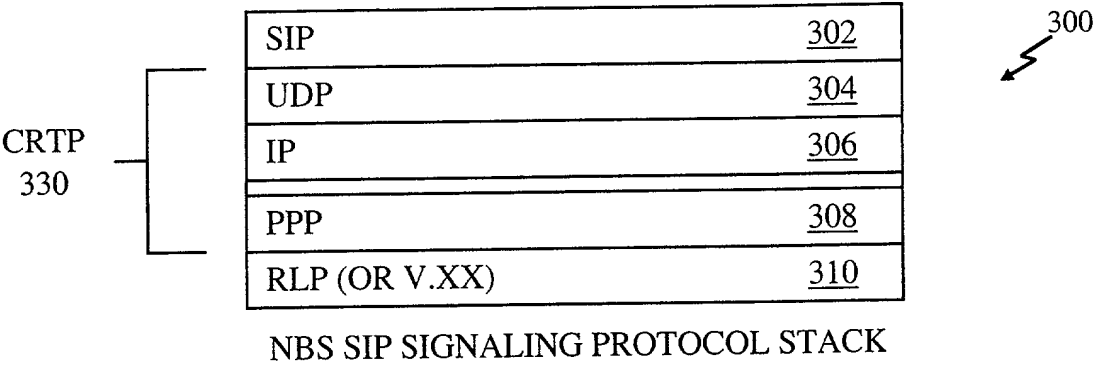 300
SIP 302
UDP 304
CRTP
330
IP 306
PPP 308
RLP (OR V.XX) 310
NBS SIP SIGNALING PROTOCOL STACK